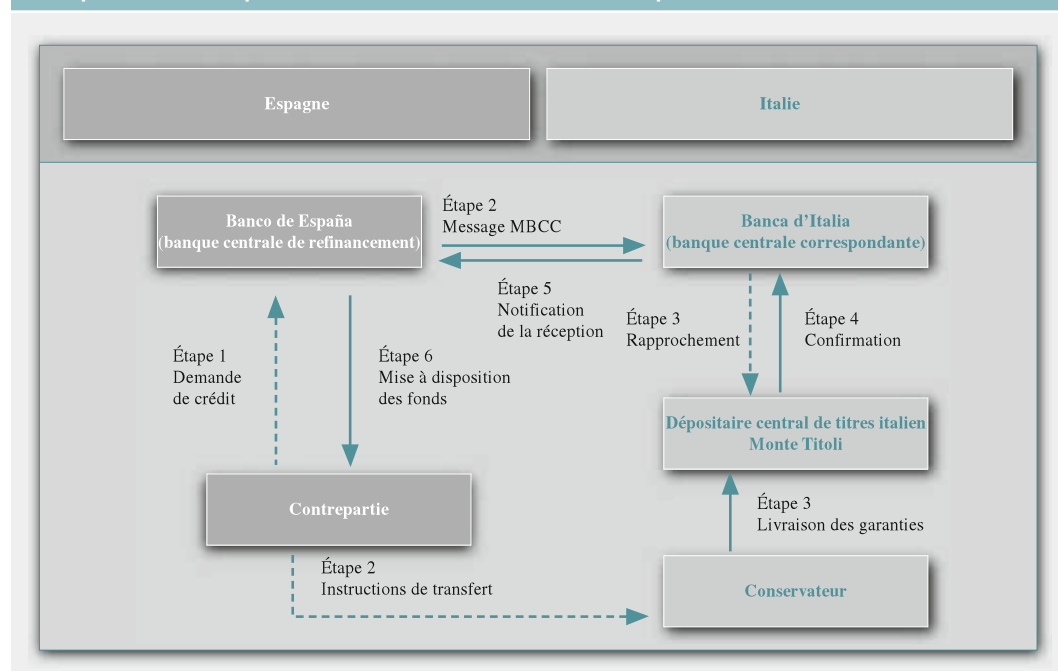 Espagne
Italie
Banco de España
(banque centrale de refinancement)
Étape 2
Message MBCC
Banca d'Italia
(banque centrale correspondante)
Étape 5
Notification
de la réception
Étape 3
Rapprochement
Étape 4
Confirmation
Étape 1
Demande
de crédit
Étape 6
Mise à disposition
des fonds
Dépositaire central de titres italien
Monte Titoli
Contrepartie
Étape 3
Livraison des garanties
Étape 2
Instructions de transfert
Conservateur